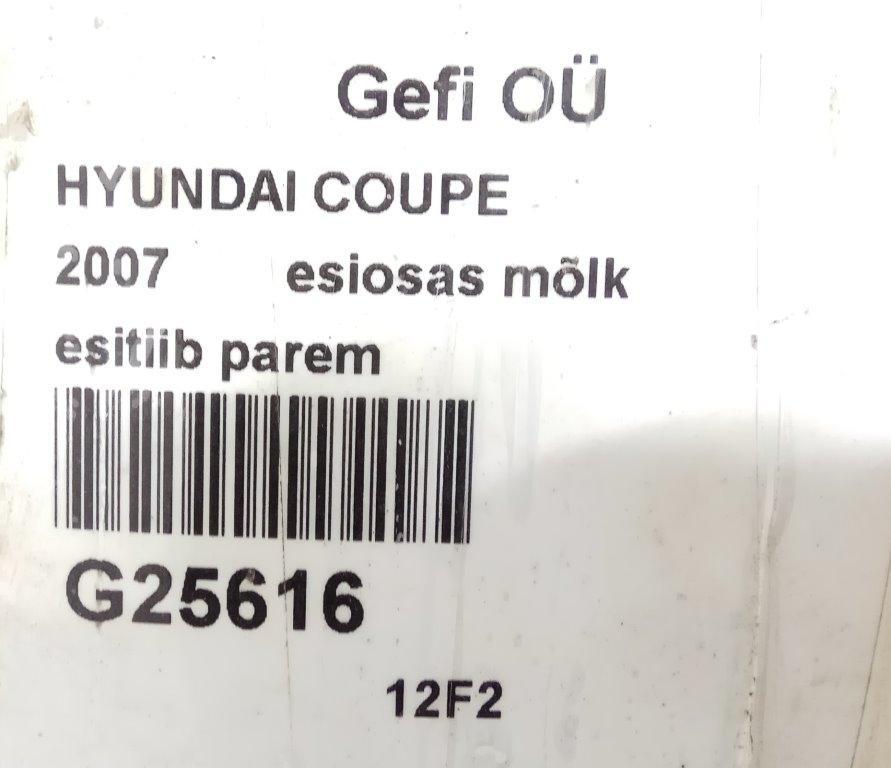 Gefi OÜ
HYUNDAI COUPE
2007 esiosas mõlk
esitiib parem
G25616
12F2